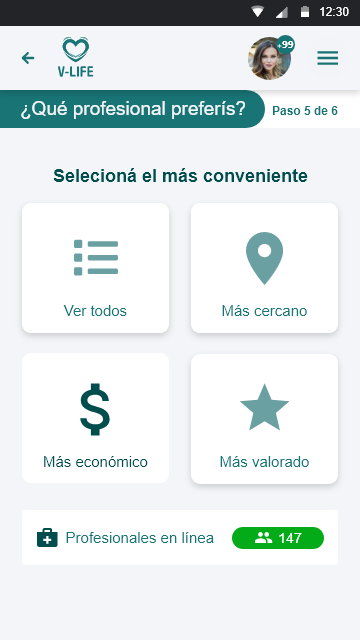 12:30
V-LIFE
+99
¿Qué profesional preferís?
Paso 5 de 6
Selecioná el más conveniente
Ver todos
Más cercano
Más económico
Más valorado
Profesionales en línea
147